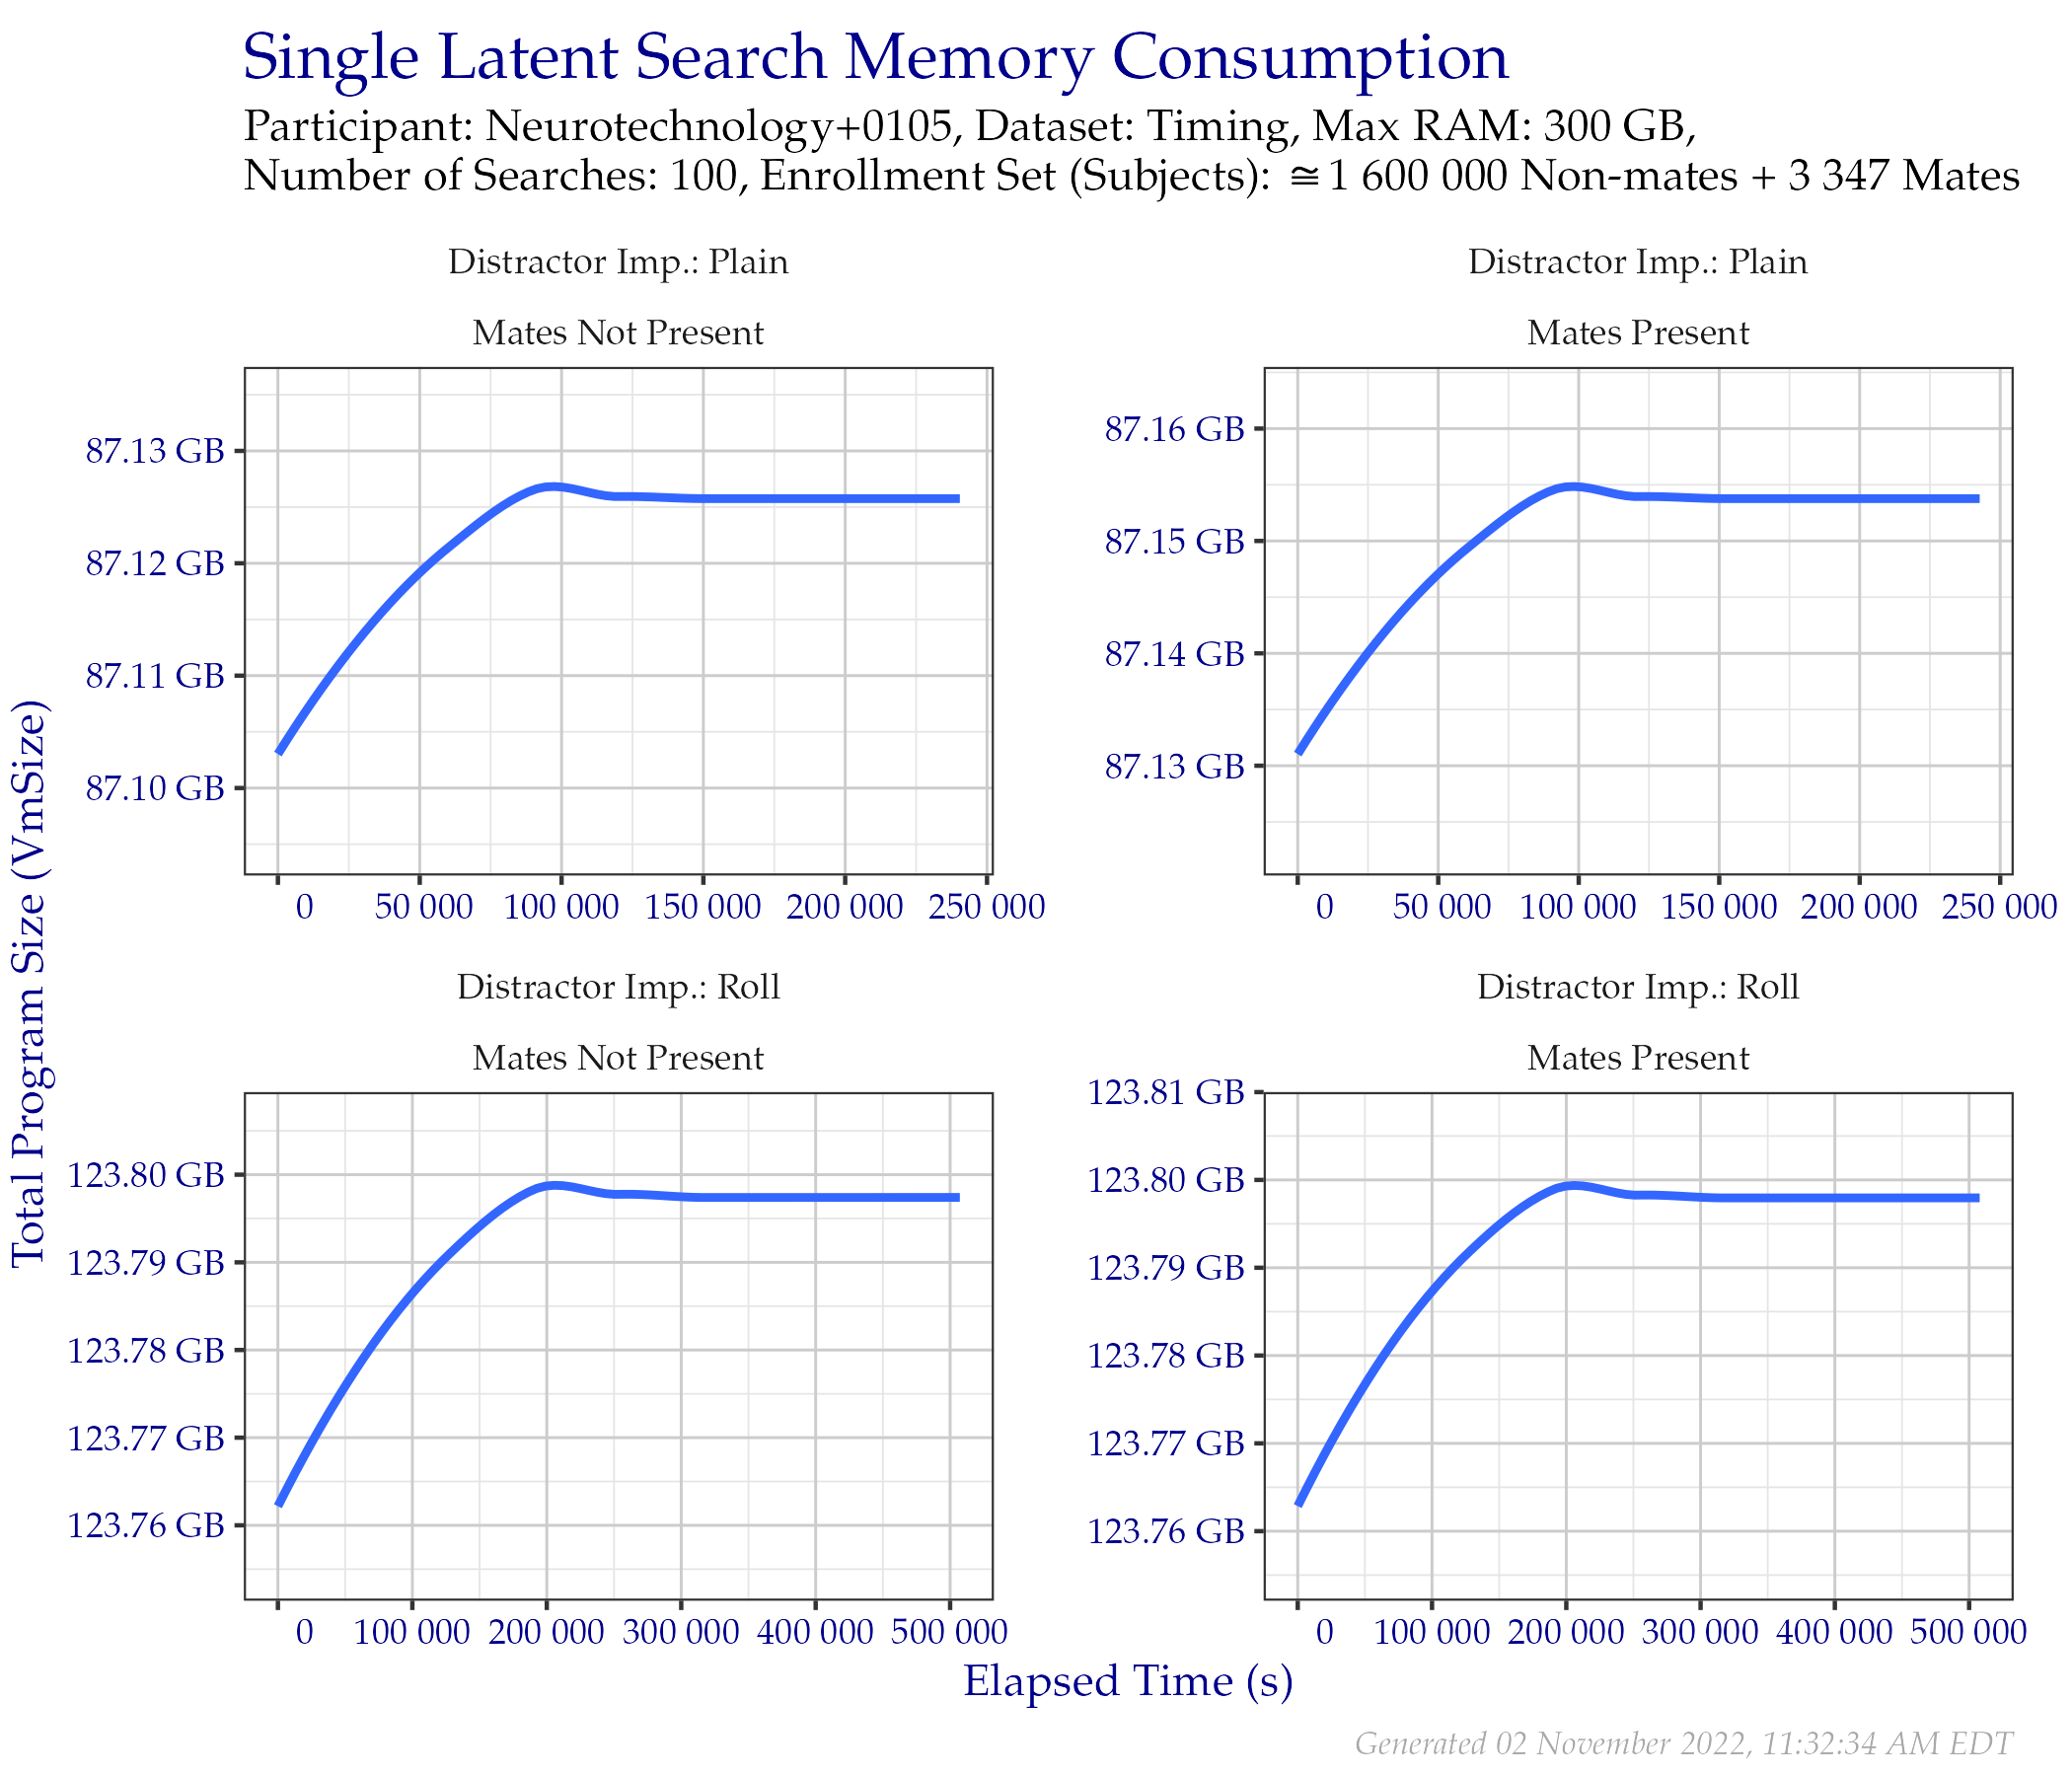 Single Latent Search Memory Consumption
Participant: Neurotechnology+0105, Dataset: Timing, Max RAM: 300 GB,
Number of Searches: 100, Enrollment Set (Subjects): ≅ 1 600 000 Non-mates + 3 347 Mates
Distractor Imp.: Plain
Mates Not Present
87.13 GB
87.12 GB
87.11 GB
87.10 GB
0 50 000 100 000 150 000 200 000 250 000
Distractor Imp.: Plain
Mates Present
87.16 GB
87.15 GB
87.14 GB
87.13 GB
0 50 000 100 000 150 000 200 000 250 000
Distractor Imp.: Roll
Mates Not Present
123.80 GB
123.79 GB
123.78 GB
123.77 GB
123.76 GB
0 100 000 200 000 300 000 400 000 500 000
Distractor Imp.: Roll
Mates Present
123.81 GB
123.80 GB
123.79 GB
123.78 GB
123.77 GB
123.76 GB
0 100 000 200 000 300 000 400 000 500 000
Total Program Size (VmSize)
Elapsed Time (s)
Generated 02 November 2022, 11:32:34 AM EDT